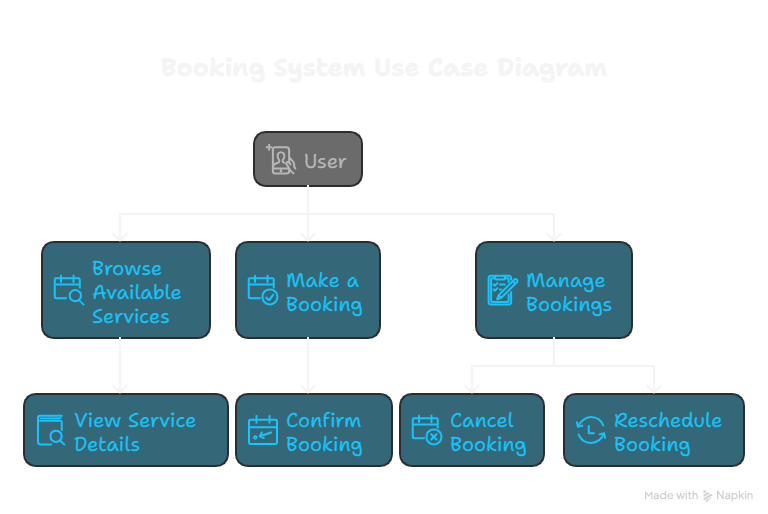 Booking System Use Case Diagram
User
Browse
Available
Services
Make a
Booking
Manage
Bookings
View Service
Details
Confirm
Booking
Cancel
Booking
Reschedule
Booking
Made with Napkin